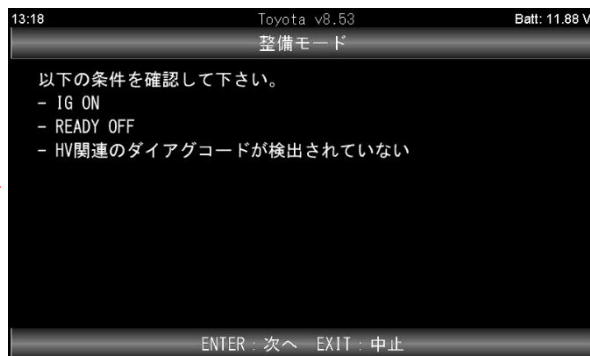 13:18 Toyota v8.53 Batt: 11.88 V
整備モード
以下の条件を確認して下さい。
- IG ON
- READY OFF
- HV関連のダイアグコードが検出されていない
ENTER : 次へ EXIT : 中止